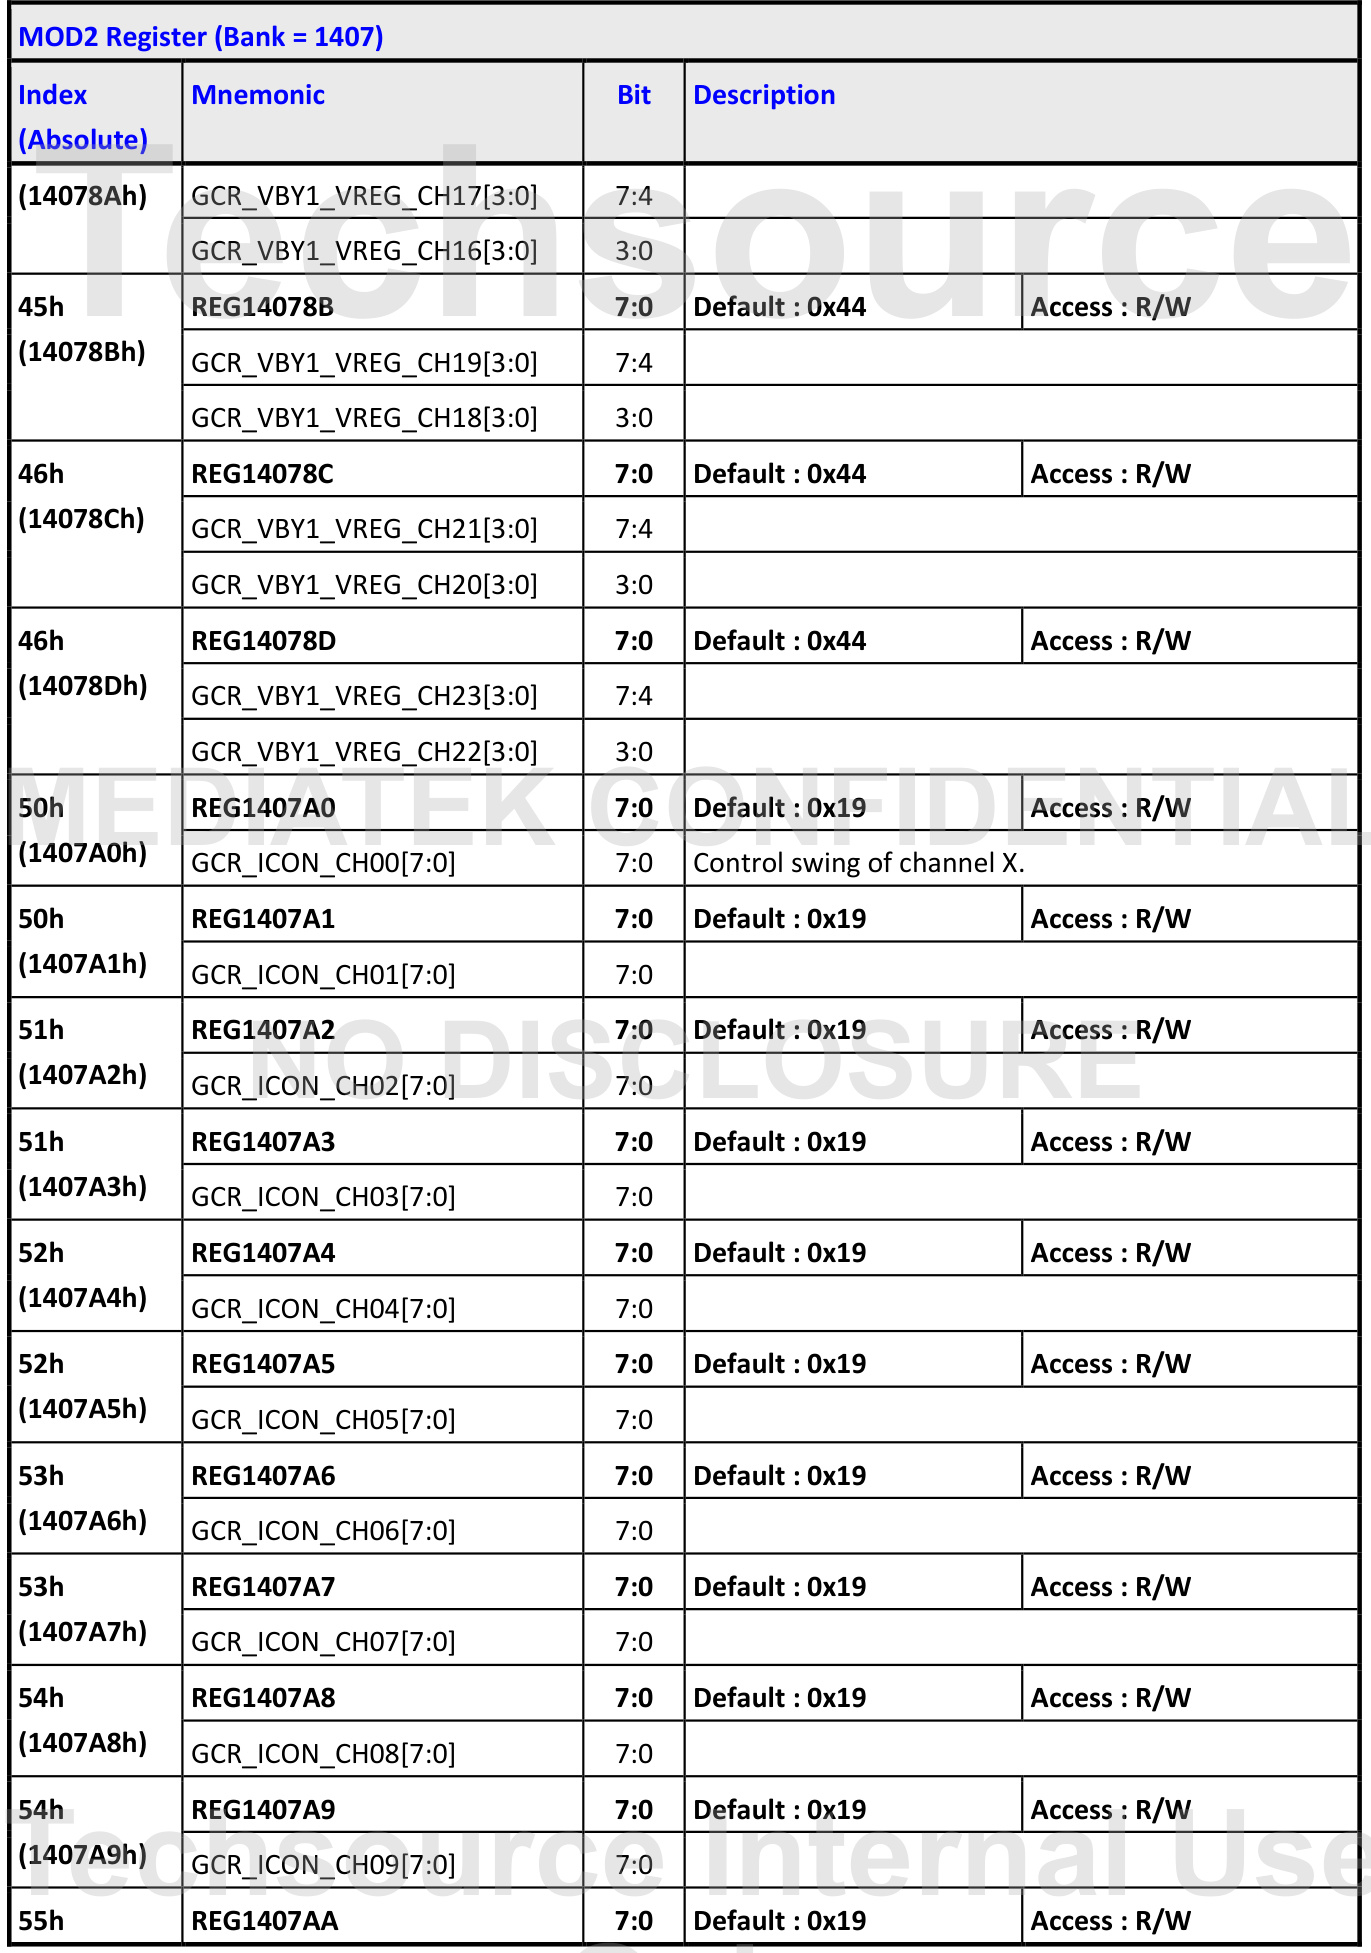 MOD2 Register (Bank = 1407)
Index (Absolute) Mnemonic Bit Description
(14078Ah) GCR_VBY1_VREG_CH17[3:0] 7:4
GCR_VBY1_VREG_CH16[3:0] 3:0
Techsource
45h REG14078B 7:0 Default : 0x44 Access : R/W
(14078Bh) GCR_VBY1_VREG_CH19[3:0] 7:4
GCR_VBY1_VREG_CH18[3:0] 3:0
46h REG14078C 7:0 Default : 0x44 Access : R/W
(14078Ch) GCR_VBY1_VREG_CH21[3:0] 7:4
GCR_VBY1_VREG_CH20[3:0] 3:0
46h REG14078D 7:0 Default : 0x44 Access : R/W
(14078Dh) GCR_VBY1_VREG_CH23[3:0] 7:4
GCR_VBY1_VREG_CH22[3:0] 3:0
MEDIATEK CONFIDENTIAL
50h REG1407A0 7:0 Default : 0x19 Access : R/W
(1407A0h) GCR_ICON_CH00[7:0] 7:0 Control swing of channel X.
50h REG1407A1 7:0 Default : 0x19 Access : R/W
(1407A1h) GCR_ICON_CH01[7:0] 7:0
51h REG1407A2 7:0 Default : 0x19 Access : R/W
(1407A2h) GCR_ICON_CH02[7:0] 7:0
NO DISCLOSURE
51h REG1407A3 7:0 Default : 0x19 Access : R/W
(1407A3h) GCR_ICON_CH03[7:0] 7:0
52h REG1407A4 7:0 Default : 0x19 Access : R/W
(1407A4h) GCR_ICON_CH04[7:0] 7:0
52h REG1407A5 7:0 Default : 0x19 Access : R/W
(1407A5h) GCR_ICON_CH05[7:0] 7:0
53h REG1407A6 7:0 Default : 0x19 Access : R/W
(1407A6h) GCR_ICON_CH06[7:0] 7:0
53h REG1407A7 7:0 Default : 0x19 Access : R/W
(1407A7h) GCR_ICON_CH07[7:0] 7:0
54h REG1407A8 7:0 Default : 0x19 Access : R/W
(1407A8h) GCR_ICON_CH08[7:0] 7:0
54h REG1407A9 7:0 Default : 0x19 Access : R/W
(1407A9h) GCR_ICON_CH09[7:0] 7:0
Techsource Internal Use
55h REG1407AA 7:0 Default : 0x19 Access : R/W